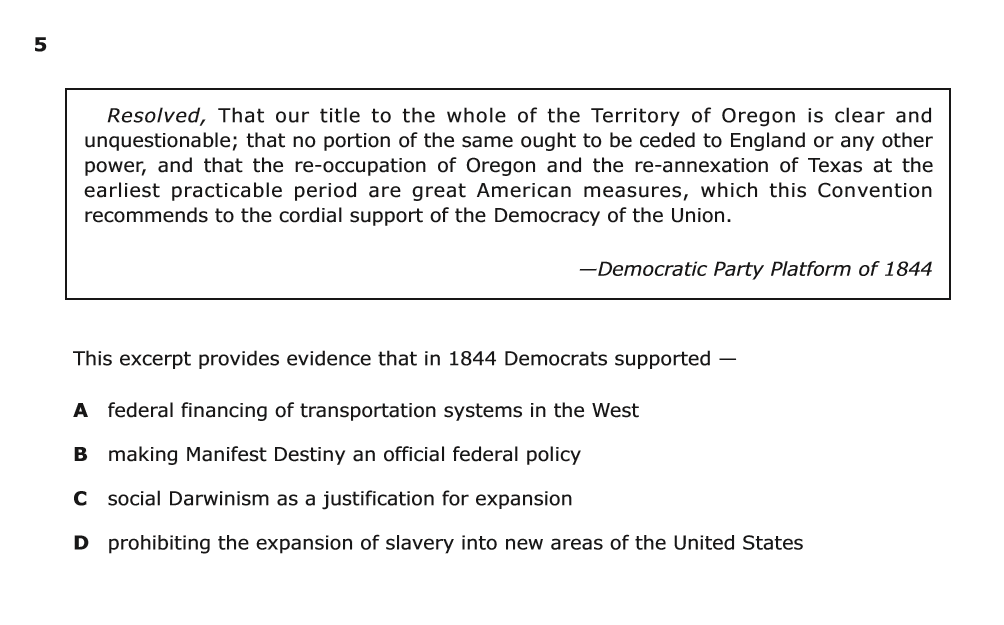 5
Resolved, That our title to the whole of the Territory of Oregon is clear and
unquestionable; that no portion of the same ought to be ceded to England or any other
power, and that the re-occupation of Oregon and the re-annexation of Texas at the
earliest practicable period are great American measures, which this Convention
recommends to the cordial support of the Democracy of the Union.
—Democratic Party Platform of 1844
This excerpt provides evidence that in 1844 Democrats supported —
A federal financing of transportation systems in the West
B making Manifest Destiny an official federal policy
C social Darwinism as a justification for expansion
D prohibiting the expansion of slavery into new areas of the United States